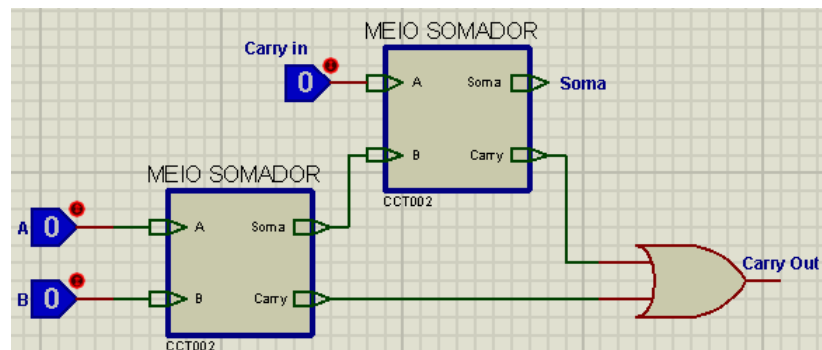 MEIO SOMADOR
Carry in
0
A
Soma
Soma
B
Carry
CCT002
MEIO SOMADOR
A
0
A
Soma
B
0
B
Carry
CCT002
Carry Out